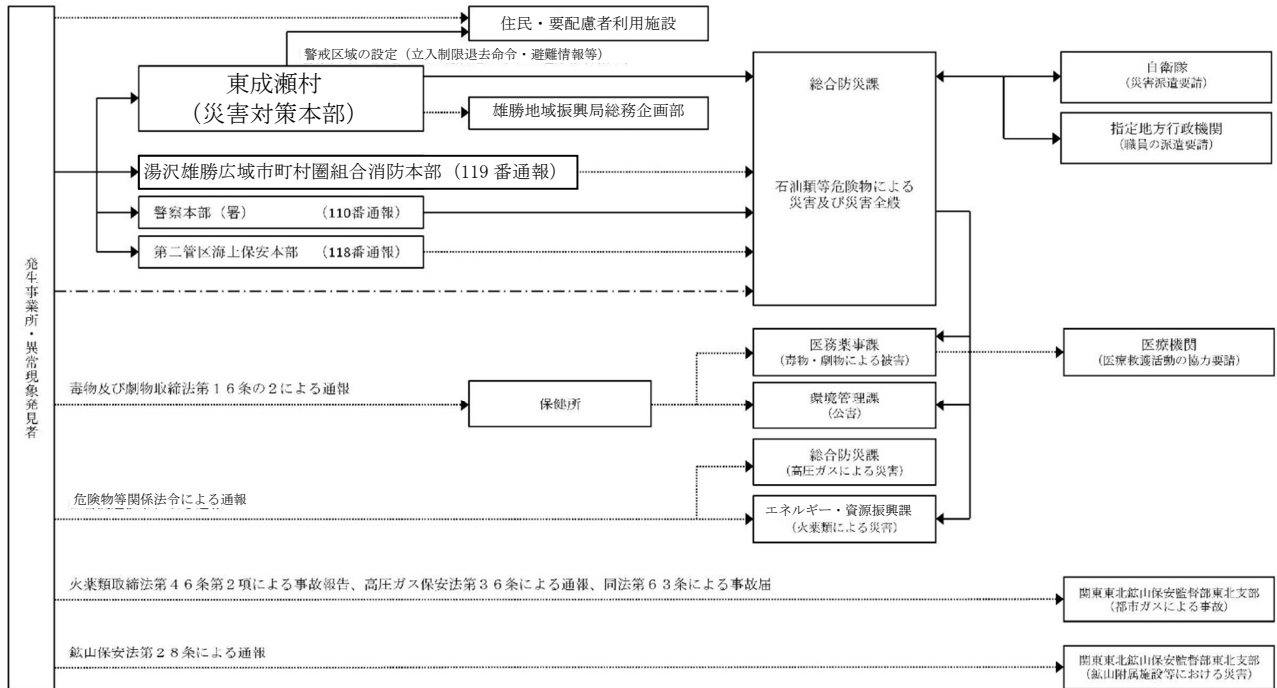 住民・要配慮者利用施設
警戒区域の設定（立入制限退去命令・避難情報等）
東成瀬村
（災害対策本部）
総合防災課
自衛隊
（災害派遣要請）
雄勝地域振興局総務企画部
指定地方行政機関
（職員の派遣要請）
湯沢雄勝広域市町村圏組合消防本部（119 番通報）
石油類等危険物による
災害及び災害全般
警察本部（署）　（110番通報）
第二管区海上保安本部　（118番通報）
発生事業所・異常現象発見者
医務薬事課
（毒物・劇物による被害）
医療機関
（医療救護活動の協力要請）
毒物及び劇物取締法第１６条の２による通報
保健所
環境管理課
（公害）
総合防災課
（高圧ガスによる災害）
危険物等関係法令による通報
エネルギー・資源振興課
（火薬類による災害）
火薬類取締法第４６条第２項による事故報告、高圧ガス保安法第３６条による通報、同法第６３条による事故届
関東東北鉱山保安監督部東北支部
（都市ガスによる事故）
鉱山保安法第２８条による通報
関東東北鉱山保安監督部東北支部
（鉱山附属施設等における災害）